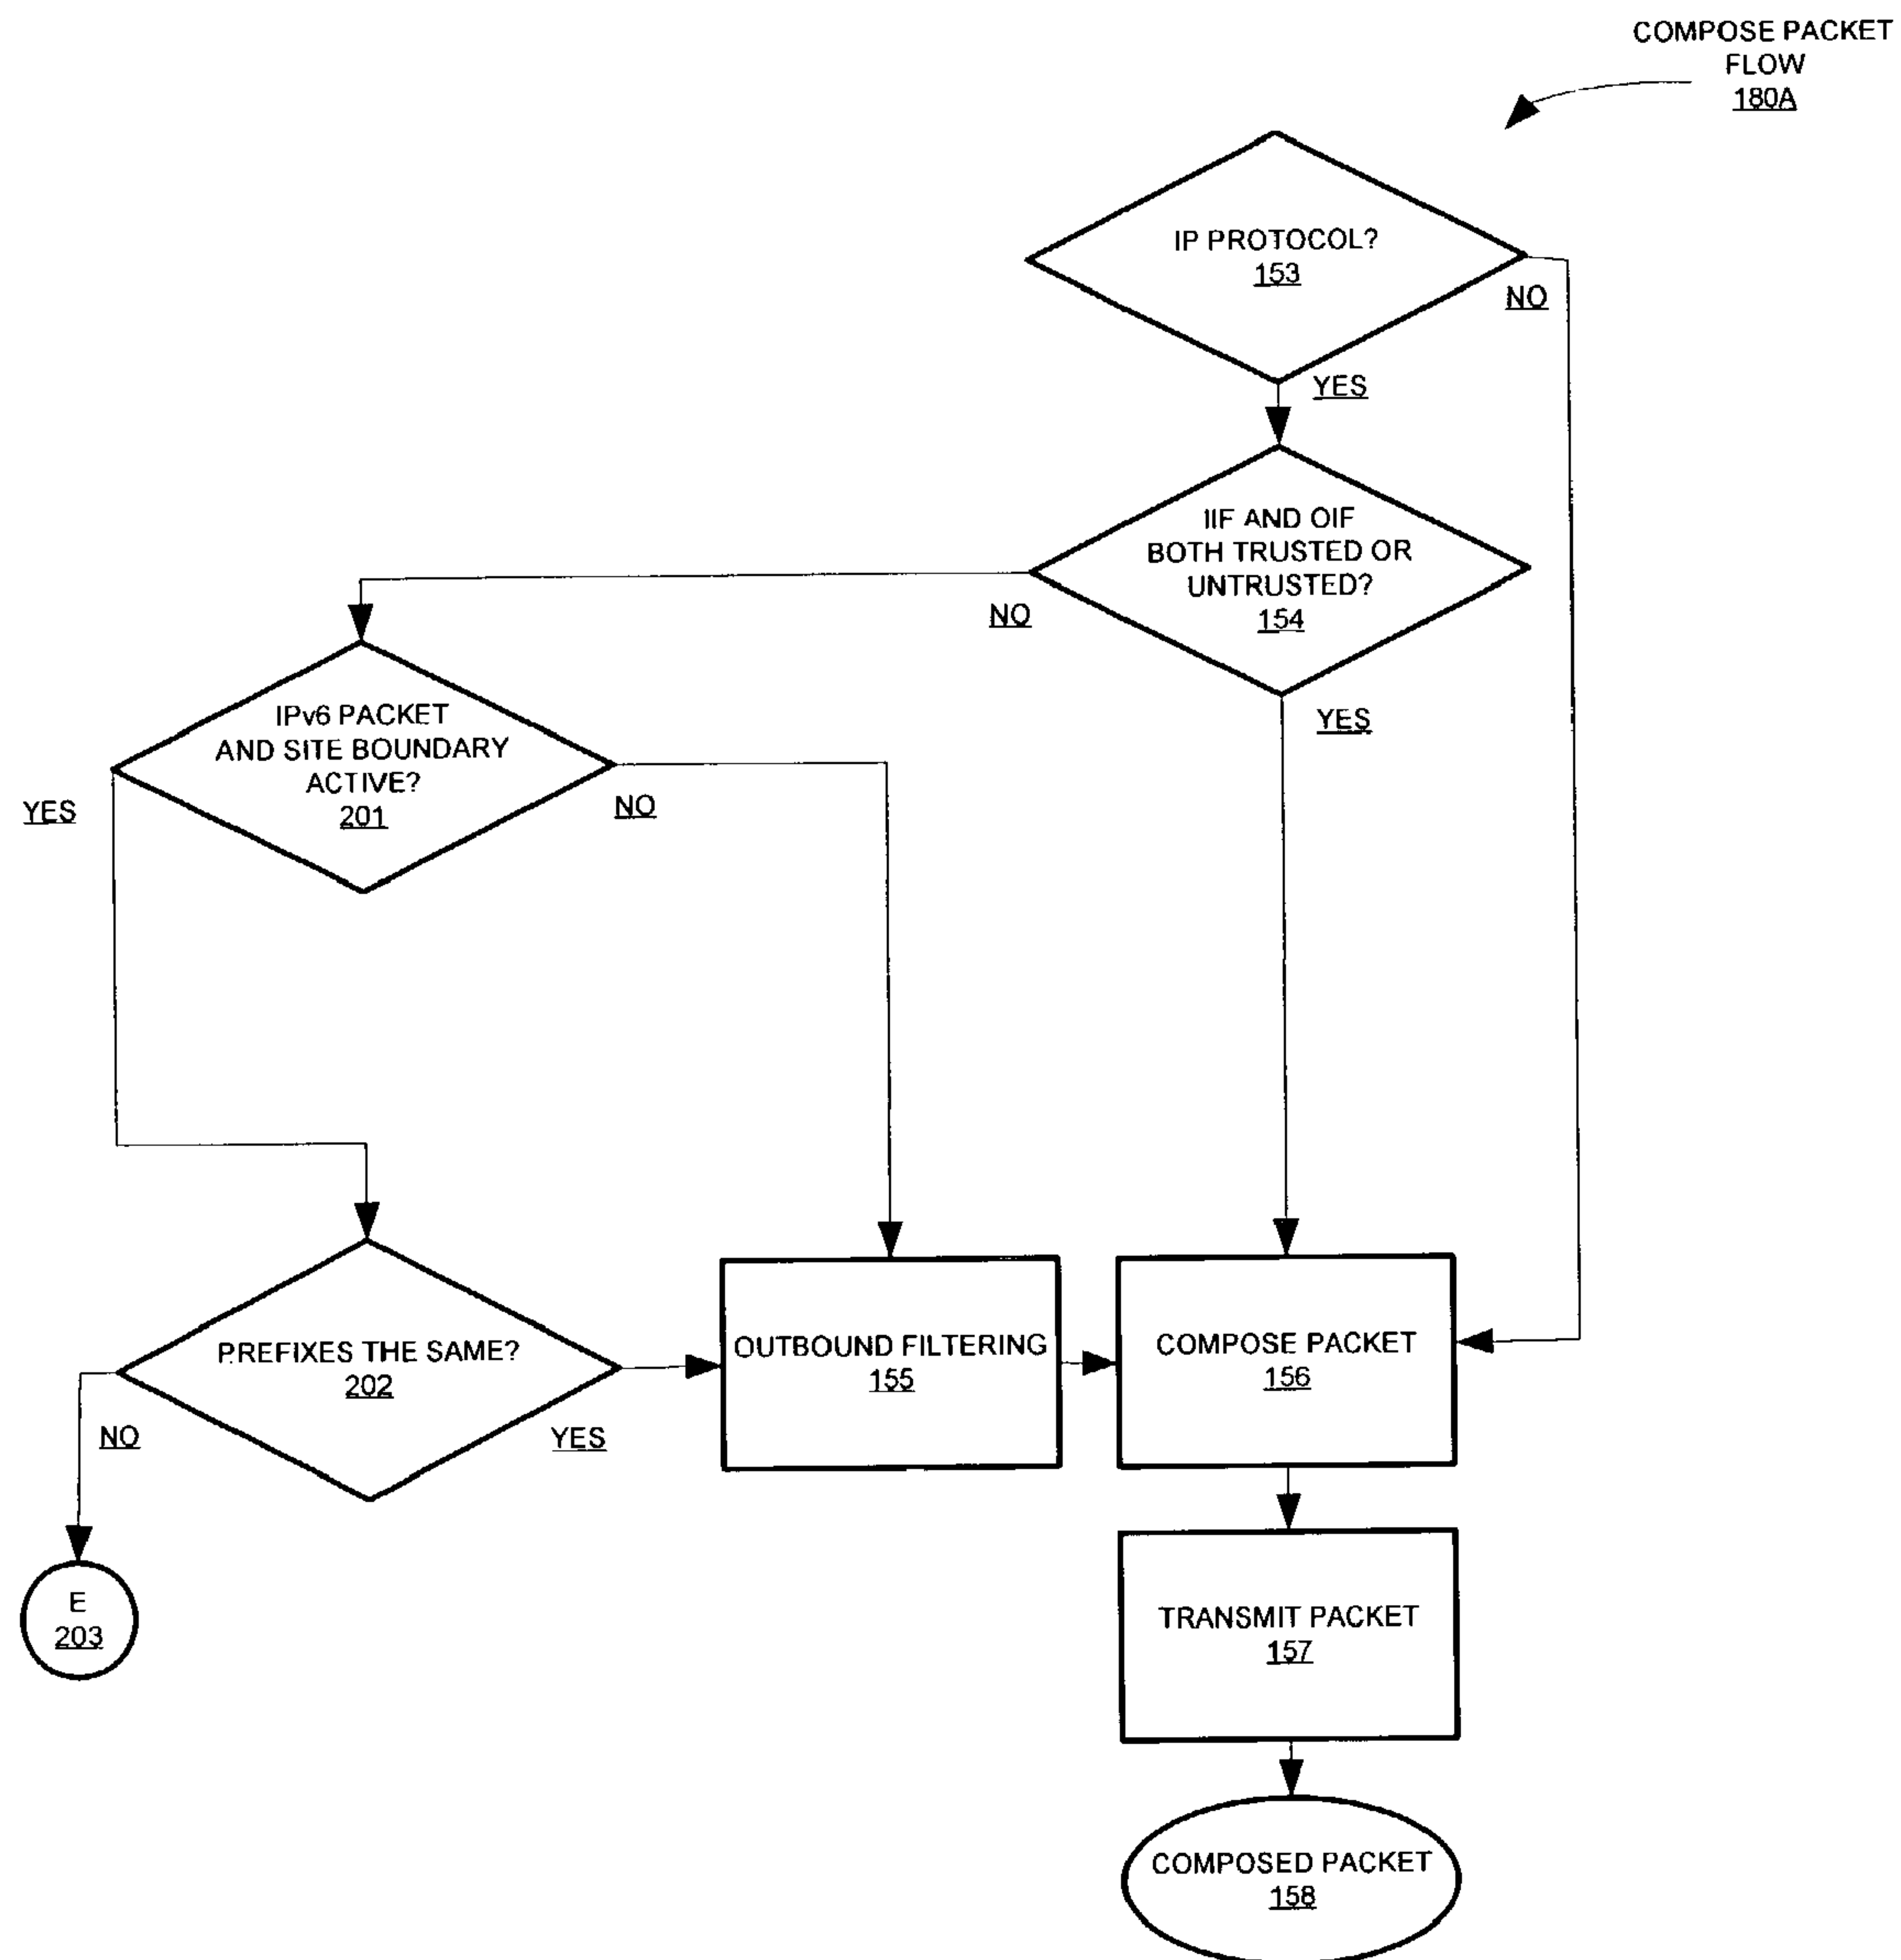 COMPOSE PACKET
FLOW
180A
IP PROTOCOL?
153
NO
YES
IIF AND OIF
BOTH TRUSTED OR
UNTRUSTED?
154
NO
YES
IPv6 PACKET
AND SITE BOUNDARY
ACTIVE?
201
YES
NO
PREFIXES THE SAME?
202
NO
YES
OUTBOUND FILTERING
155
COMPOSE PACKET
156
E
203
TRANSMIT PACKET
157
COMPOSED PACKET
158